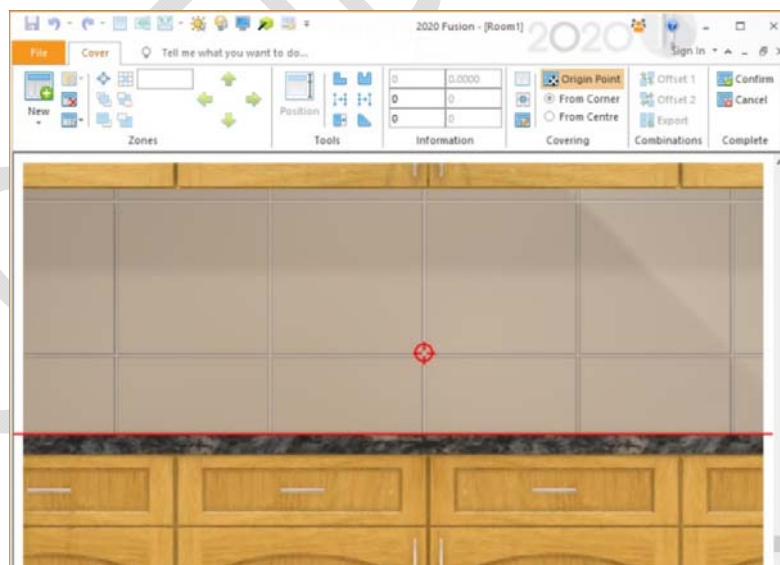 2020 Fusion - [Room1]
2020
Sign in
File
Cover
Tell me what you want to do...
New
Position
0
0.0000
0
0
0
0
Origin Point
From Corner
From Centre
Offset 1
Offset 2
Export
Confirm
Cancel
Zones
Tools
Information
Covering
Combinations
Complete